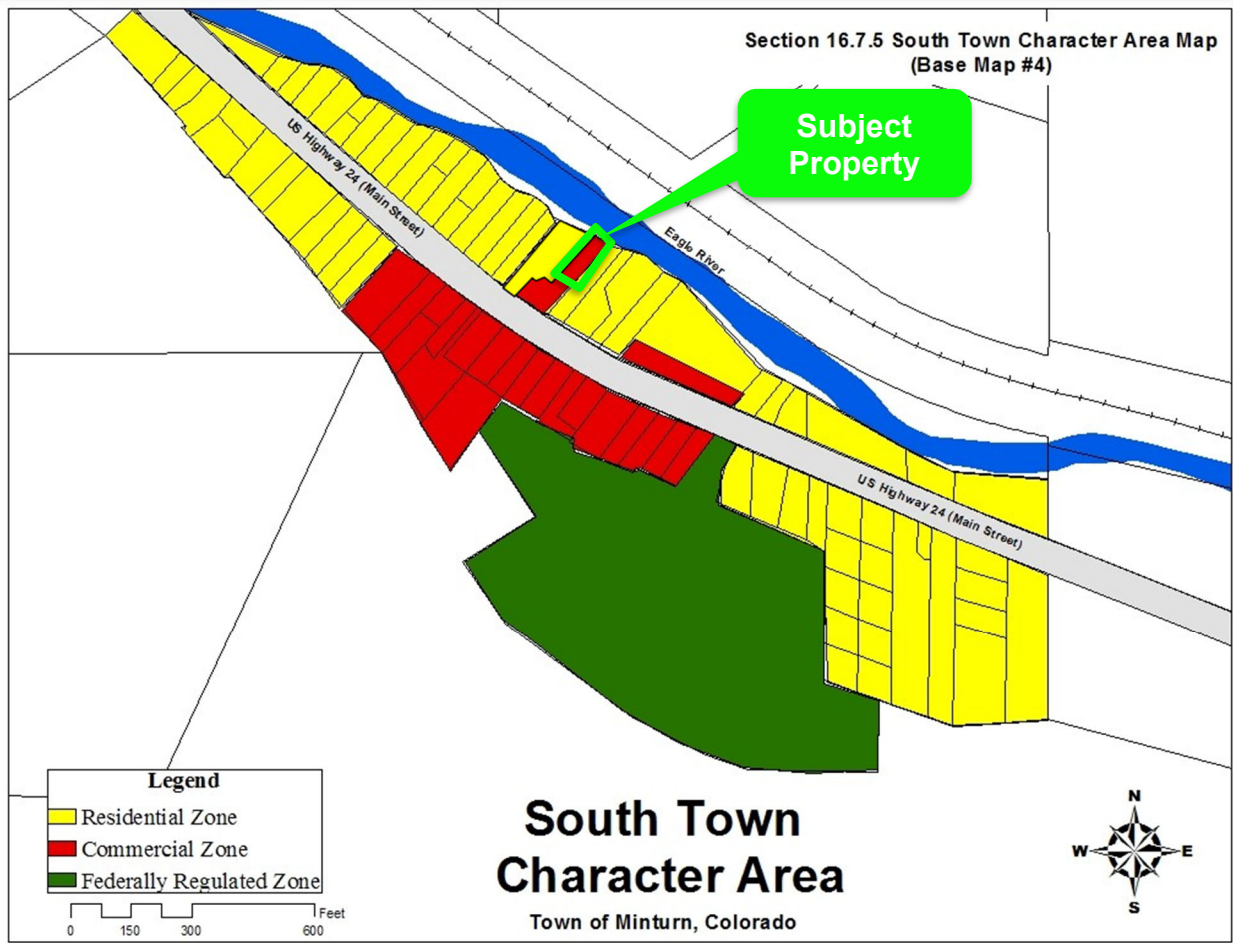 Section 16.7.5 South Town Character Area Map
(Base Map #4)
Subject
Property
US Highway 24 (Main Street)
Eagle River
US Highway 24 (Main Street)
Legend
Residential Zone
Commercial Zone
Federally Regulated Zone
Feet
0 150 300 600
South Town
Character Area
Town of Minturn, Colorado
N
W E
S